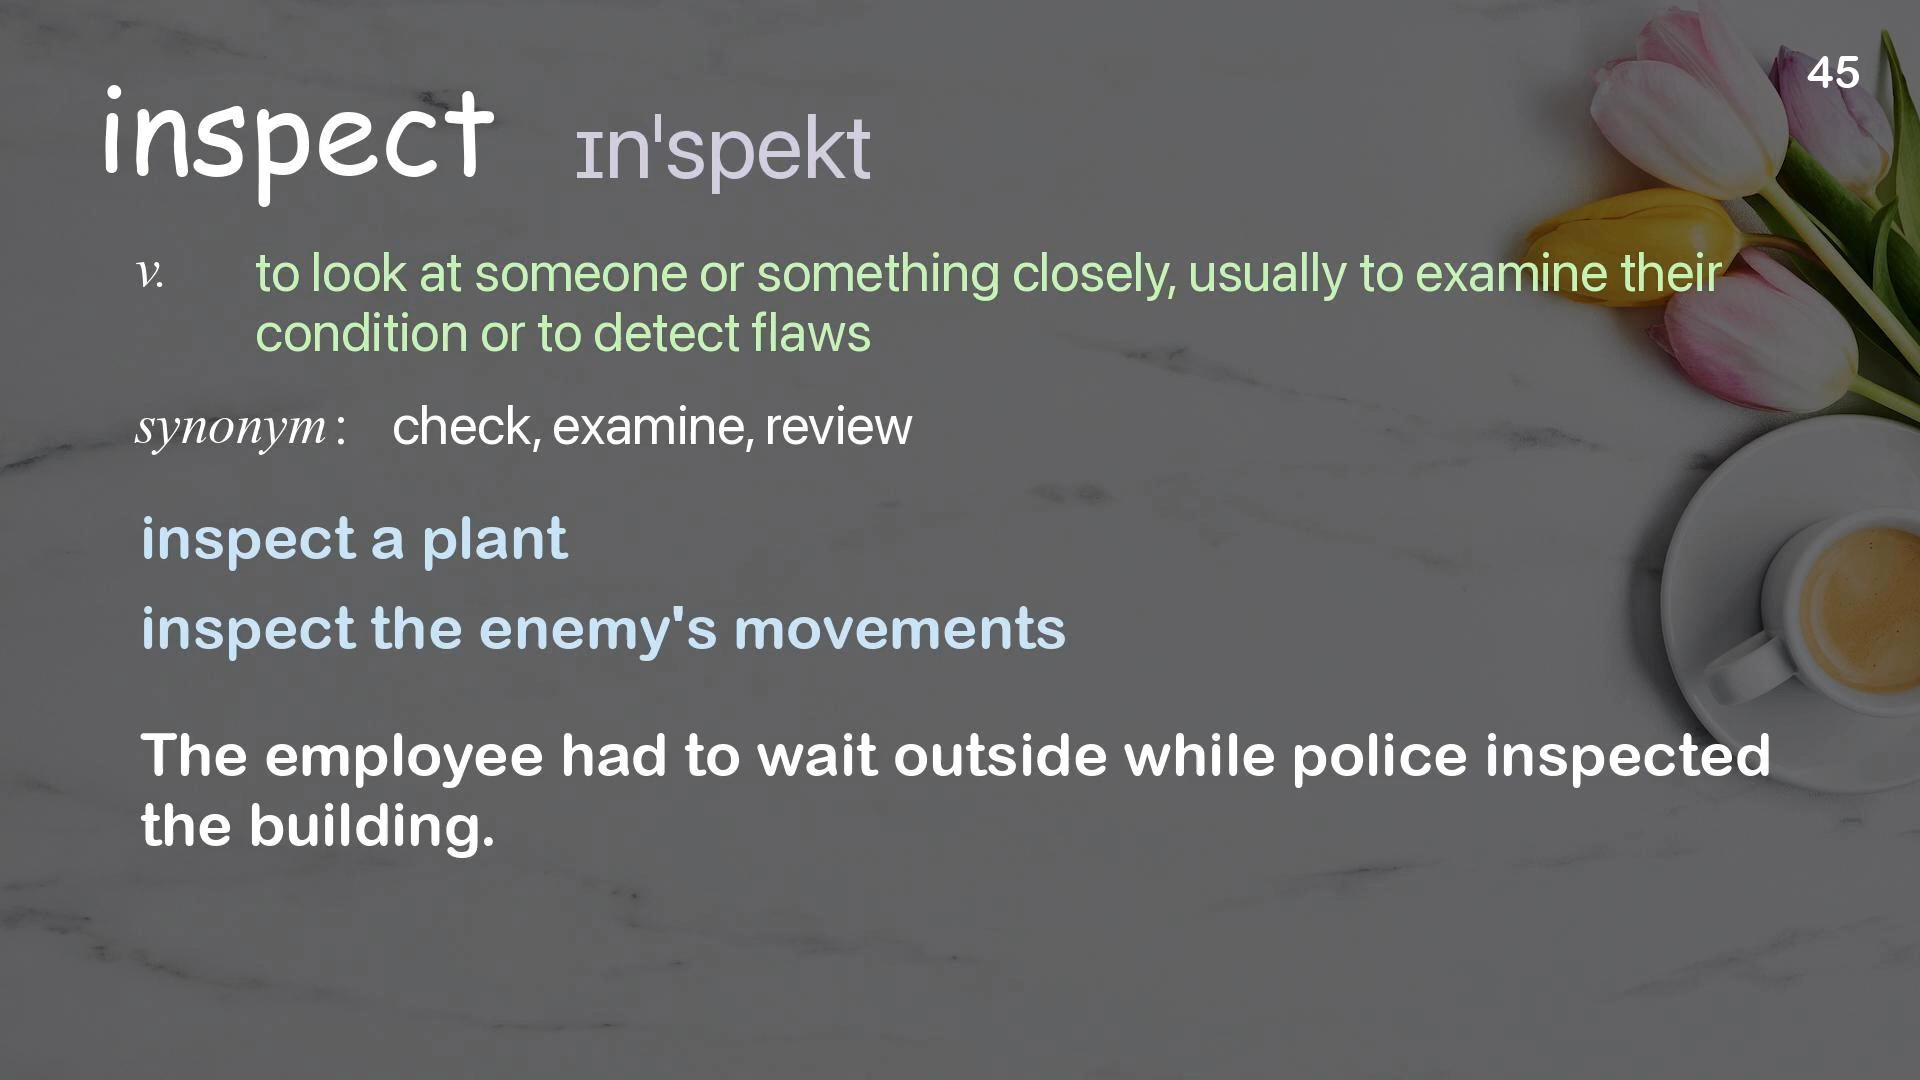 45
inspect ɪn'spekt
v. to look at someone or something closely, usually to examine their
condition or to detect flaws
synonym : check, examine, review
inspect a plant
inspect the enemy's movements
The employee had to wait outside while police inspected
the building.